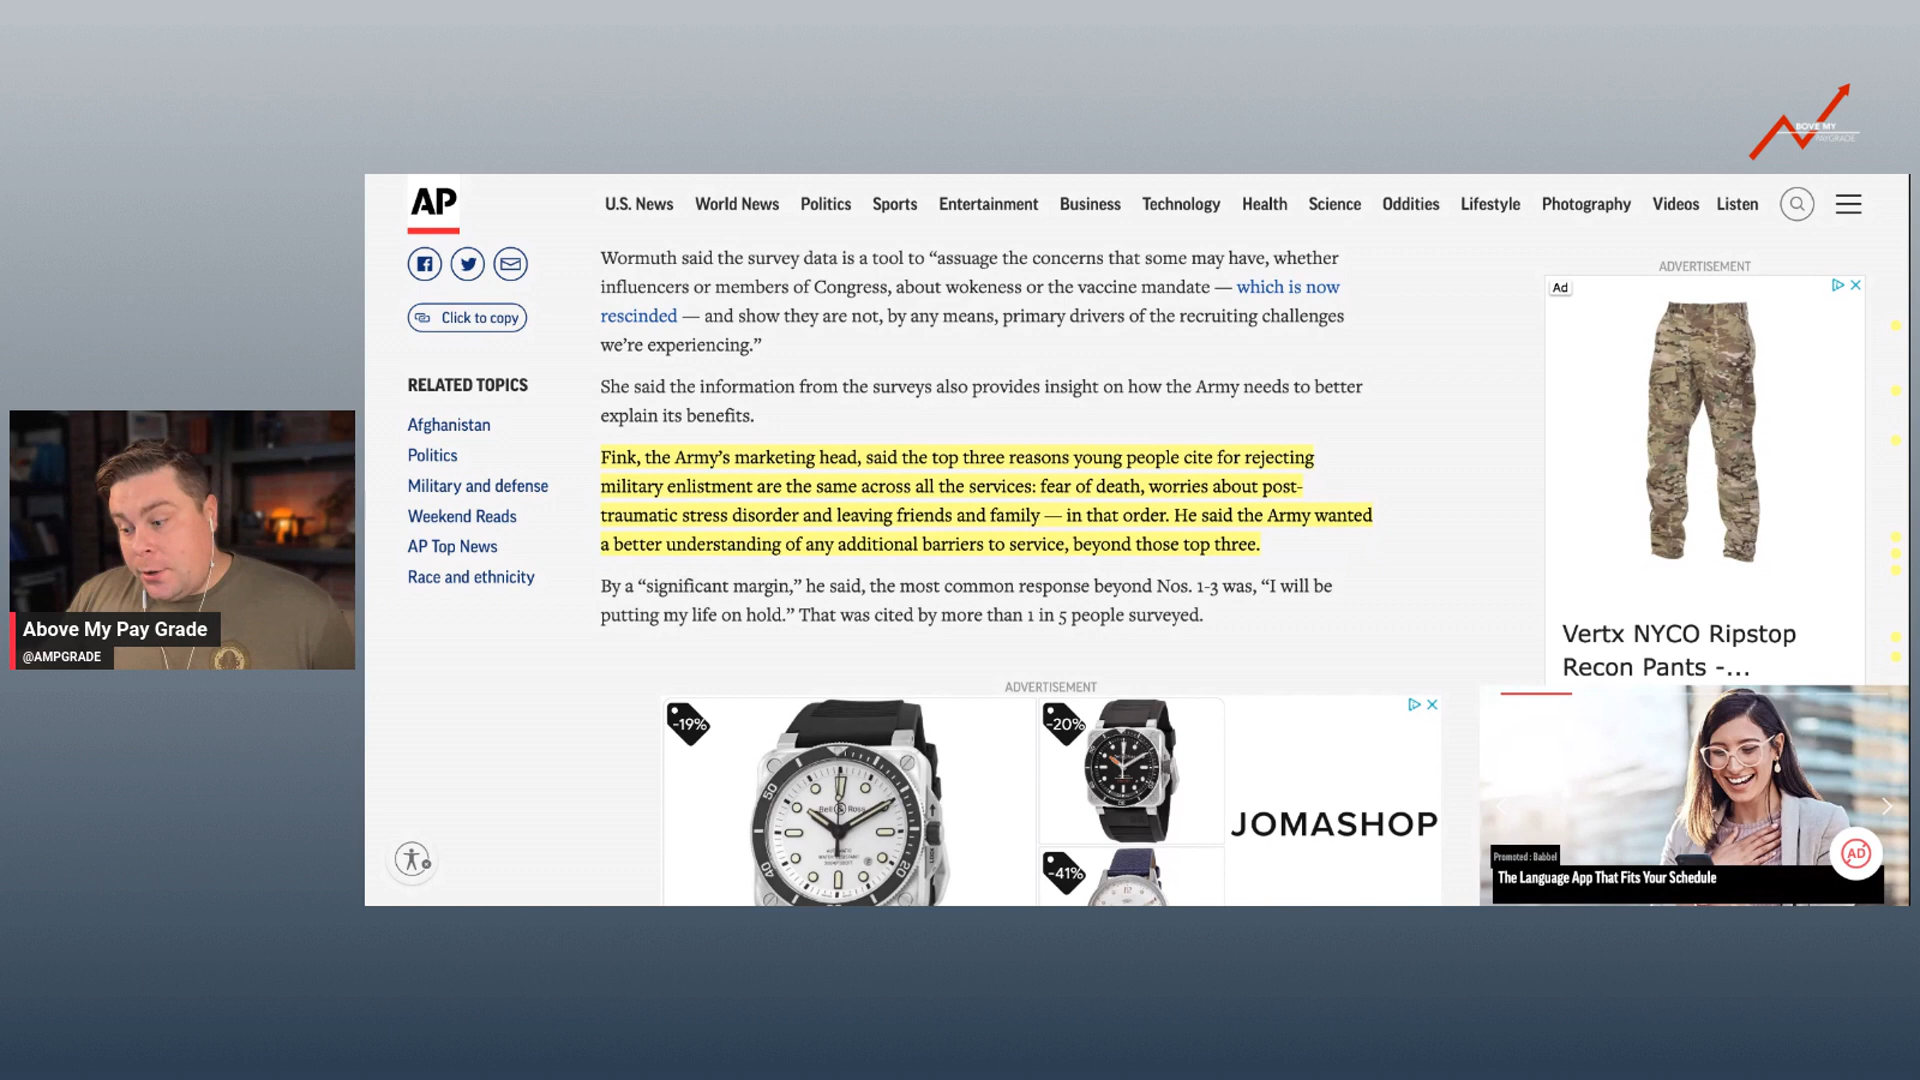 BOVE MY
PAYGRADE
AP
U.S. News World News Politics Sports Entertainment Business Technology Health Science Oddities Lifestyle Photography Videos Listen
Click to copy
RELATED TOPICS
Afghanistan
Politics
Military and defense
Weekend Reads
AP Top News
Race and ethnicity
Wormuth said the survey data is a tool to “assuage the concerns that some may have, whether
influencers or members of Congress, about wokeness or the vaccine mandate — which is now
rescinded — and show they are not, by any means, primary drivers of the recruiting challenges
we’re experiencing.”
She said the information from the surveys also provides insight on how the Army needs to better
explain its benefits.
Fink, the Army’s marketing head, said the top three reasons young people cite for rejecting
military enlistment are the same across all the services: fear of death, worries about post-
traumatic stress disorder and leaving friends and family — in that order. He said the Army wanted
a better understanding of any additional barriers to service, beyond those top three.
By a “significant margin,” he said, the most common response beyond Nos. 1-3 was, “I will be
putting my life on hold.” That was cited by more than 1 in 5 people surveyed.
ADVERTISEMENT
Ad
Vertx NYCO Ripstop
Recon Pants -...
Above My Pay Grade
@AMPGRADE
ADVERTISEMENT
-19%
-20%
-41%
Bell & Ross
50
40
20
LOCK
JOMASHOP
Promoted : Babbel
The Language App That Fits Your Schedule
AD